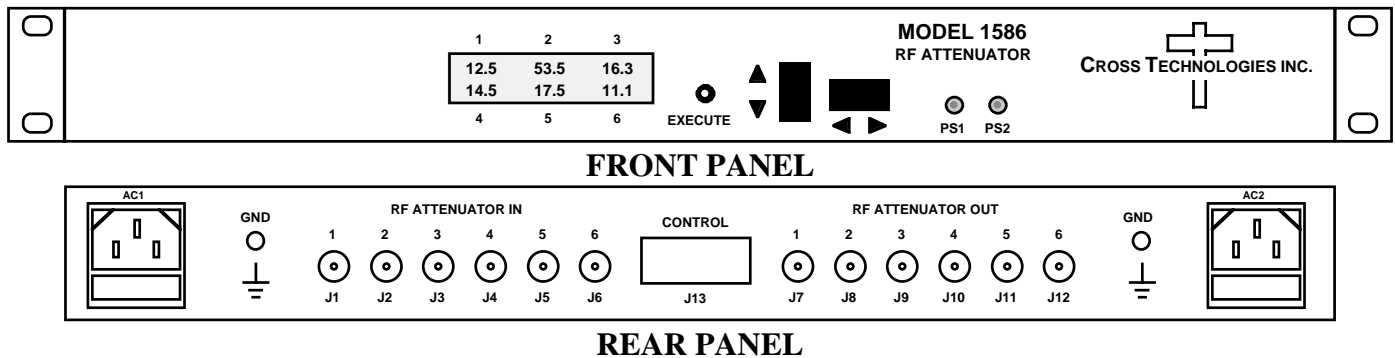 1 2 3
12.5 53.5 16.3
14.5 17.5 11.1
4 5 6
EXECUTE
MODEL 1586
RF ATTENUATOR
PS1 PS2
CROSS TECHNOLOGIES INC.
FRONT PANEL
AC1
GND
RF ATTENUATOR IN
1 2 3 4 5 6
J1 J2 J3 J4 J5 J6
CONTROL
J13
RF ATTENUATOR OUT
1 2 3 4 5 6
J7 J8 J9 J10 J11 J12
GND
AC2
REAR PANEL